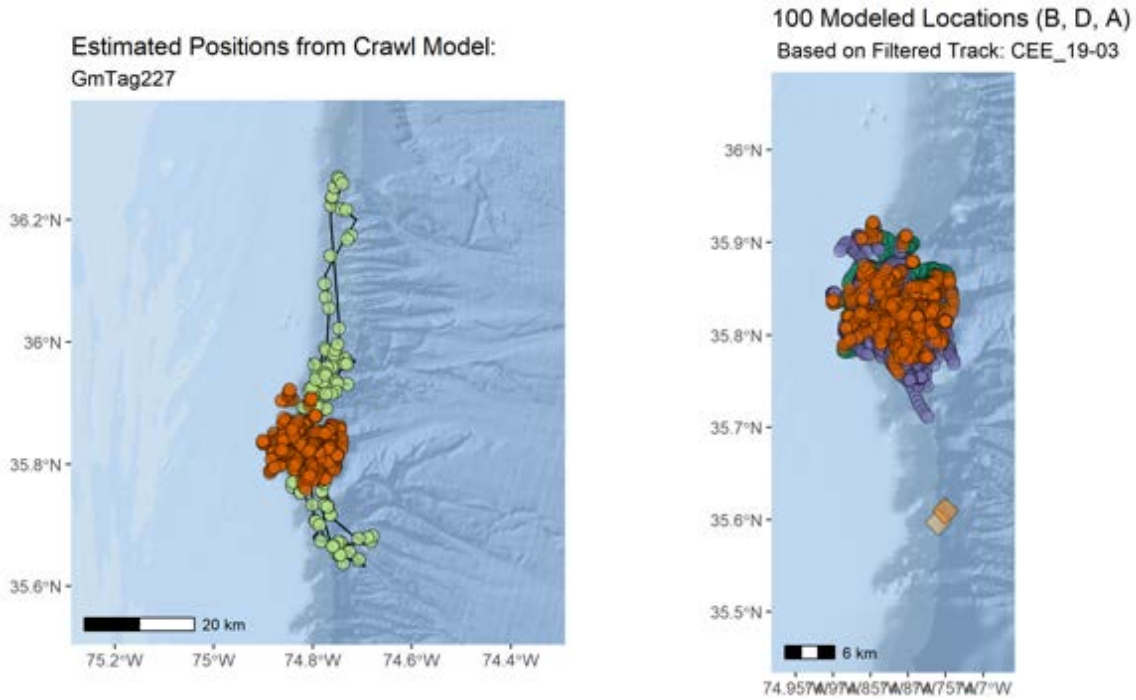 Estimated Positions from Crawl Model:
GmTag227
36.2°N
36°N
35.8°N
35.6°N
20 km
75.2°W 75°W 74.8°W 74.6°W 74.4°W
100 Modeled Locations (B, D, A)
Based on Filtered Track: CEE_19-03
36°N
35.9°N
35.8°N
35.7°N
35.6°N
35.5°N
6 km